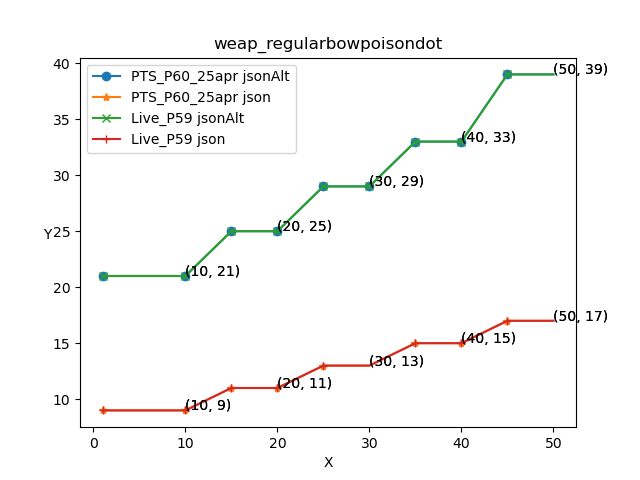 weap_regularbowpoisondot
PTS_P60_25apr jsonAlt
PTS_P60_25apr json
Live_P59 jsonAlt
Live_P59 json
40
35
30
25
20
15
10
Y
(50, 39)
(40, 33)
(30, 29)
(20, 25)
(10, 21)
(50, 17)
(40, 15)
(30, 13)
(20, 11)
(10, 9)
0 10 20 30 40 50
X